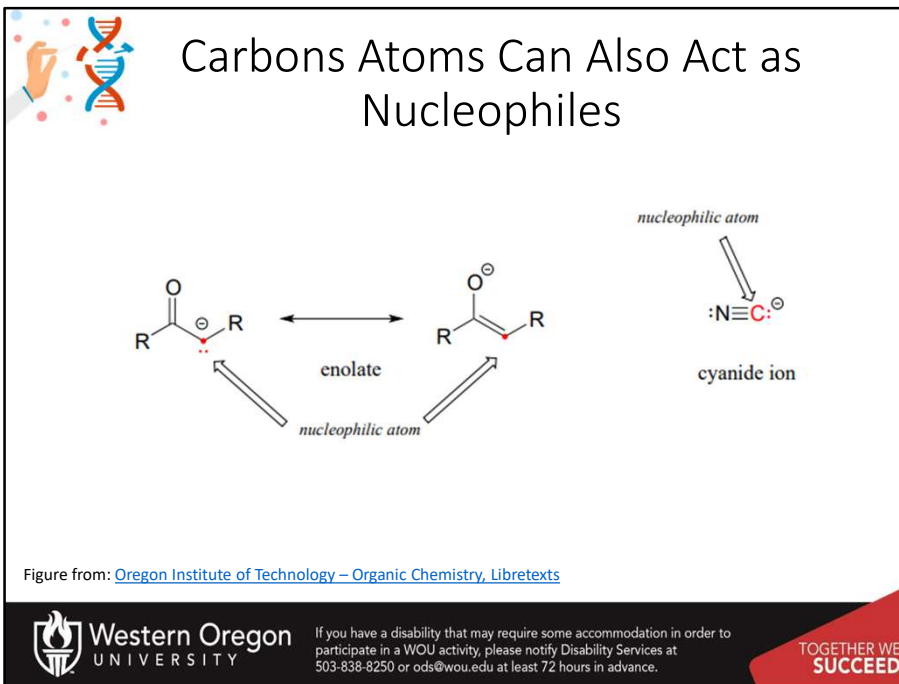 Carbons Atoms Can Also Act as
Nucleophiles
nucleophilic atom
O
⊖
R
R
••
O⊖
R
R
:N≡C:⊖
enolate
cyanide ion
nucleophilic atom
Figure from: Oregon Institute of Technology – Organic Chemistry, Libretexts
Western Oregon
UNIVERSITY
If you have a disability that may require some accommodation in order to
participate in a WOU activity, please notify Disability Services at
503-838-8250 or ods@wou.edu at least 72 hours in advance.
TOGETHER WE
SUCCEED